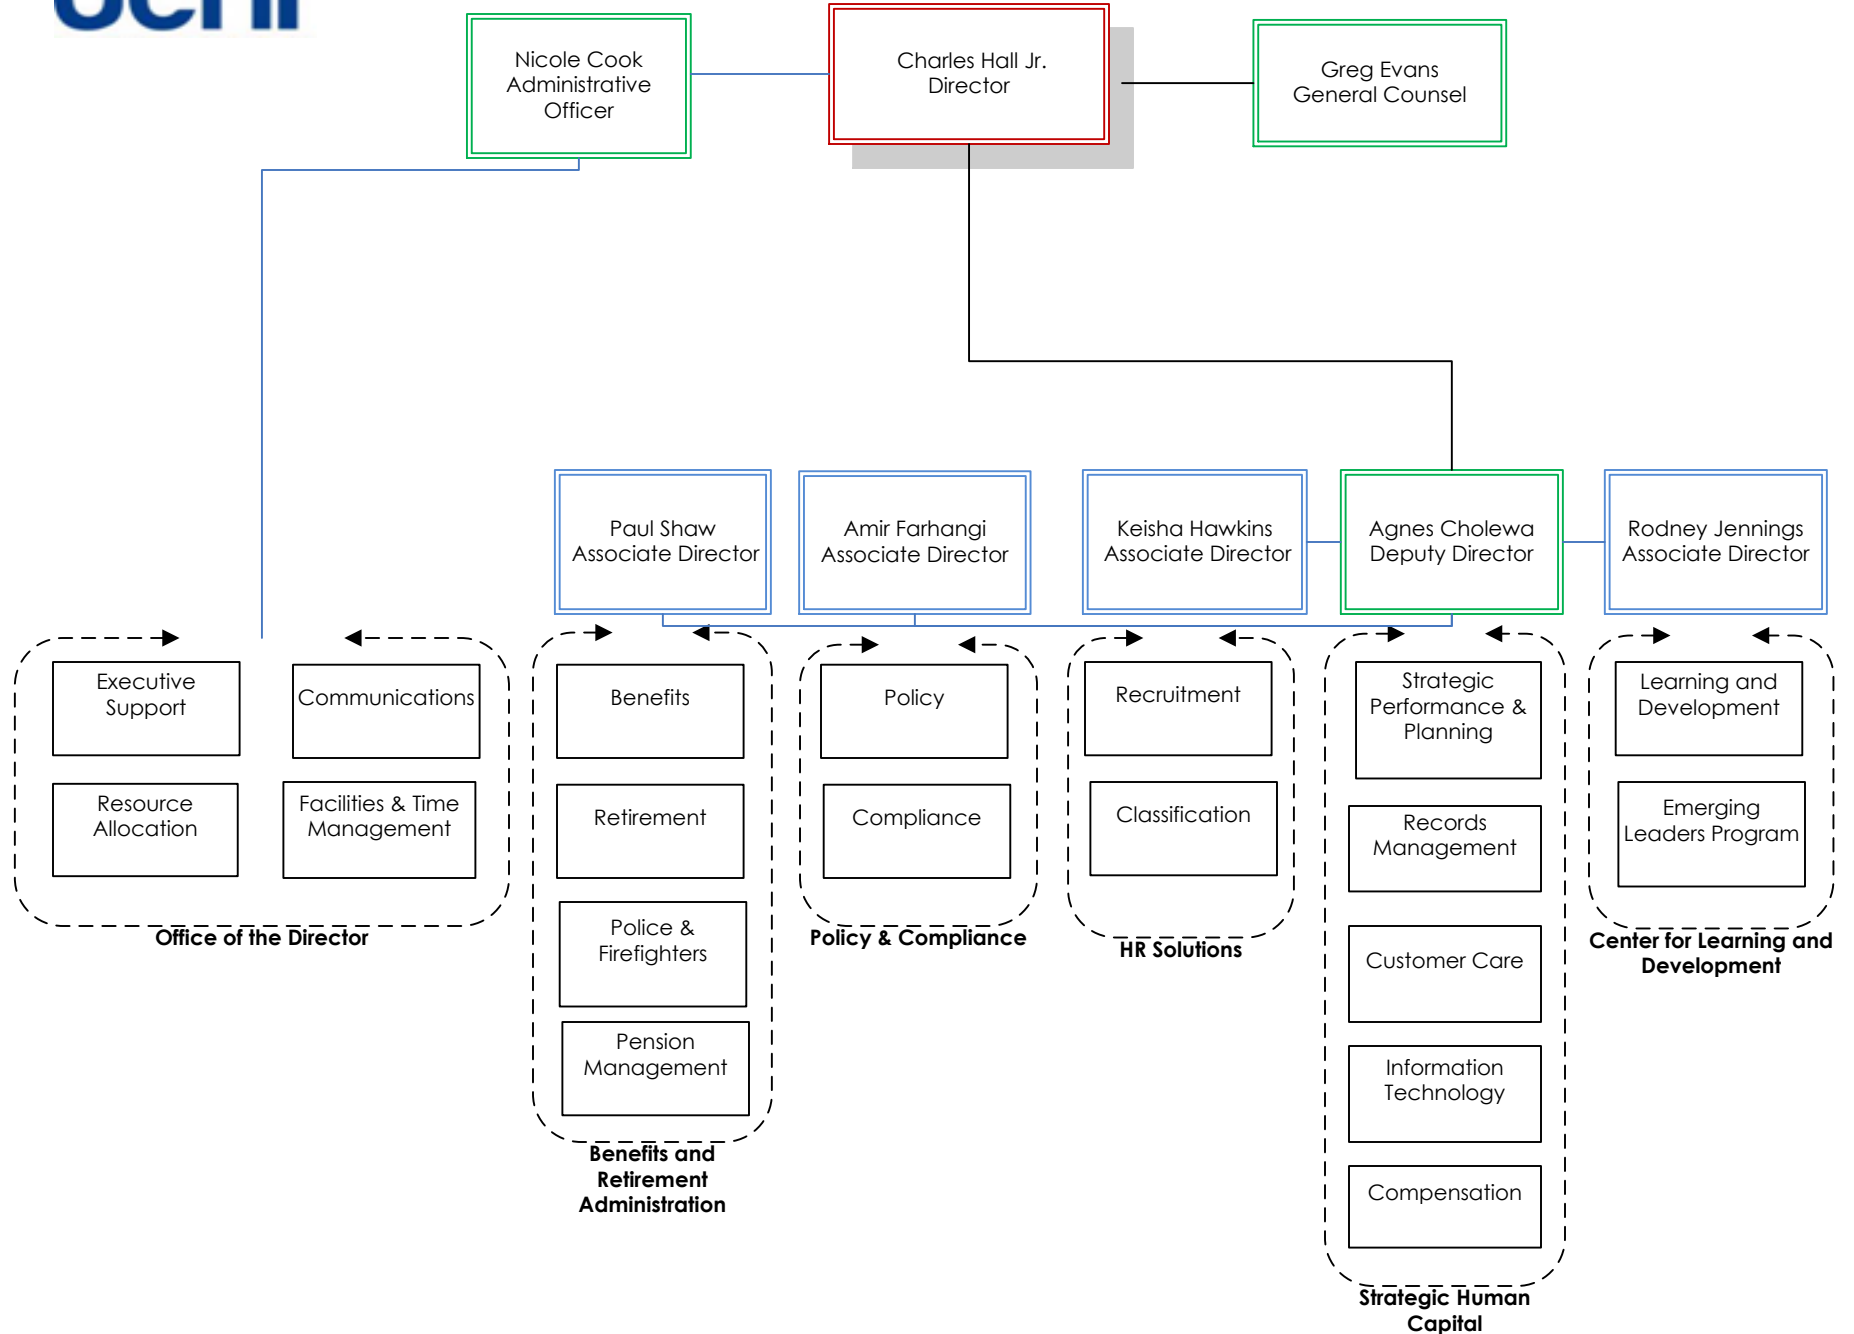 Nicole Cook
Administrative
Officer
Charles Hall Jr.
Director
Greg Evans
General Counsel
Paul Shaw
Associate Director
Amir Farhangi
Associate Director
Keisha Hawkins
Associate Director
Agnes Cholewa
Deputy Director
Rodney Jennings
Associate Director
Executive
Support
Communications
Resource
Allocation
Facilities & Time
Management
Office of the Director
Benefits
Retirement
Police &
Firefighters
Pension
Management
Benefits and
Retirement
Administration
Policy
Compliance
Policy & Compliance
Recruitment
Classification
HR Solutions
Strategic
Performance &
Planning
Records
Management
Customer Care
Information
Technology
Compensation
Strategic Human
Capital
Learning and
Development
Emerging
Leaders Program
Center for Learning and
Development